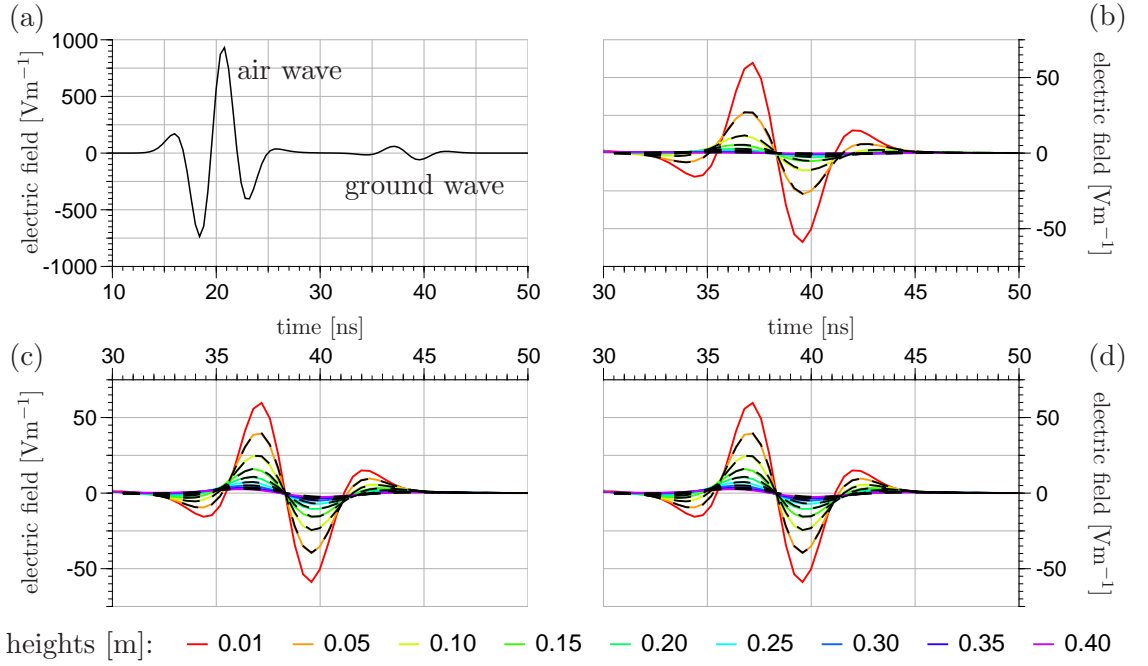 (a)
(b)
1000
500
0
-500
-1000
electric field [Vm−1]
air wave
ground wave
10 20 30 40 50
time [ns]
50
0
-50
electric field [Vm−1]
30 35 40 45 50
time [ns]
(c)
(d)
30 35 40 45 50
50
0
-50
electric field [Vm−1]
30 35 40 45 50
50
0
-50
electric field [Vm−1]
heights [m]: 0.01 0.05 0.10 0.15 0.20 0.25 0.30 0.35 0.40